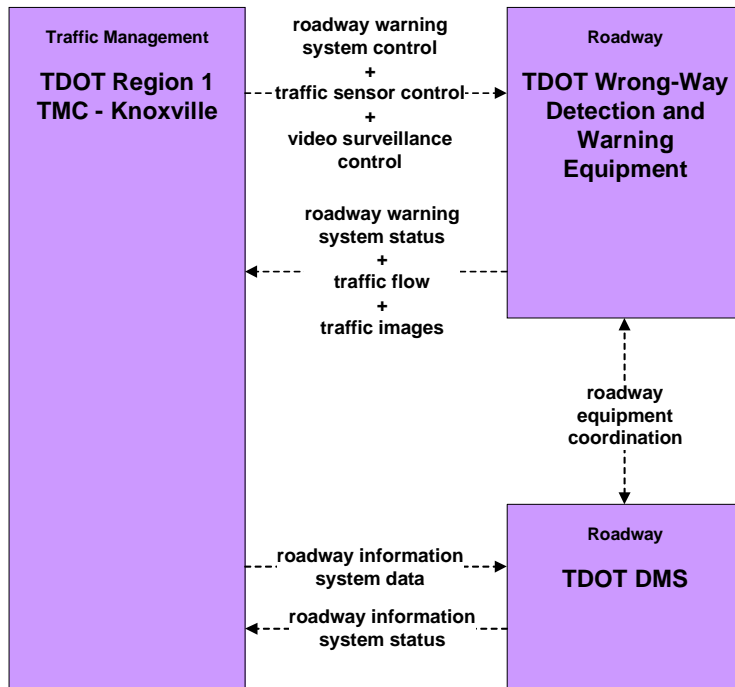 Traffic Management
TDOT Region 1
TMC - Knoxville
roadway warning
system control
+
traffic sensor control
+
video surveillance
control
Roadway
TDOT Wrong-Way
Detection and
Warning
Equipment
roadway warning
system status
+
traffic flow
+
traffic images
roadway
equipment
coordination
roadway information
system data
Roadway
TDOT DMS
roadway information
system status